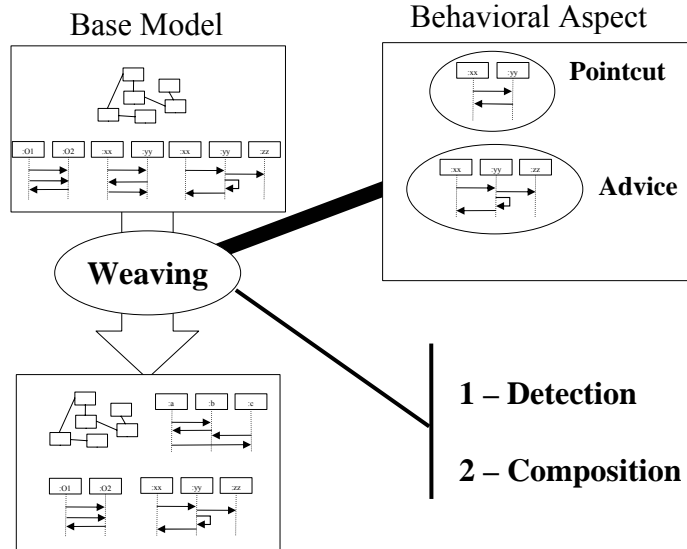 Base Model
Behavioral Aspect
:xx :yy
Pointcut
:O1 :O2 :xx :yy :xx :yy :zz
:xx :yy :zz
Advice
Weaving
:a :b :c
1 – Detection
2 – Composition
:O1 :O2 :xx :yy :zz